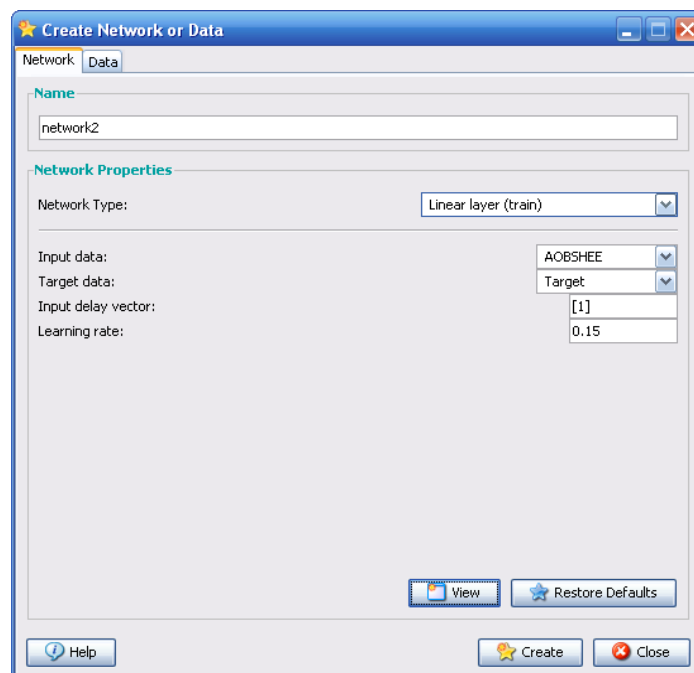 Create Network or Data
Network Data
Name
network2
Network Properties
Network Type: Linear layer (train)
Input data: AOBSHEE
Target data: Target
Input delay vector: [1]
Learning rate: 0.15
View Restore Defaults
Help Create Close